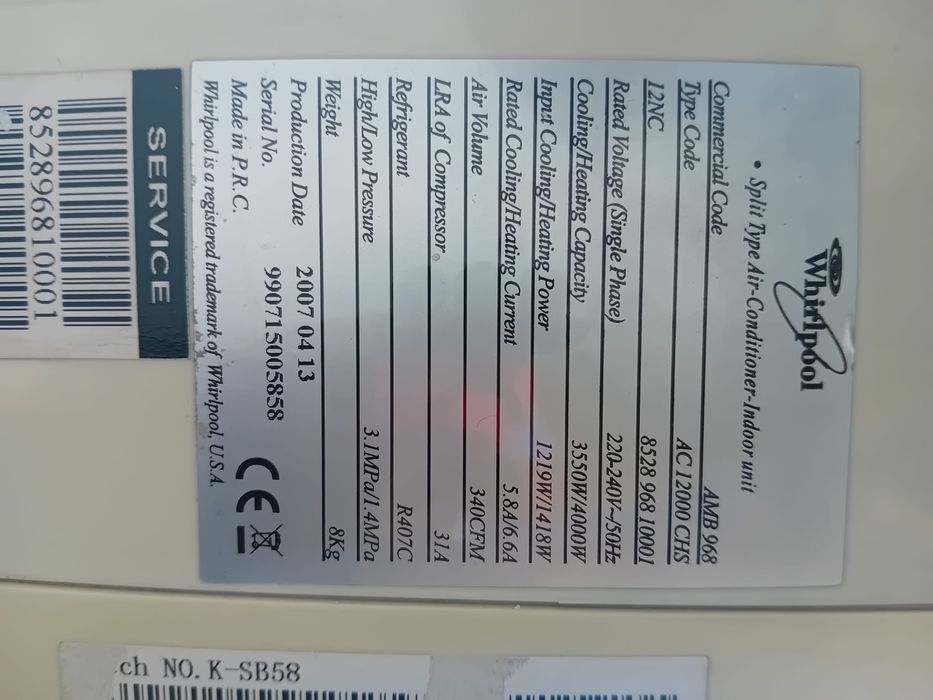 Whirlpool
• Split Type Air-Conditioner-Indoor unit
Commercial Code AMB 968
Type Code AC 12000 CHS
12NC 8528 968 10001
Rated Voltage (Single Phase) 220-240V~/50Hz
Cooling/Heating Capacity 3550W/4000W
Input Cooling/Heating Power 1219W/1418W
Rated Cooling/Heating Current 5.8A/6.6A
Air Volume 340CFM
LRA of Compressor 31A
Refrigerant R407C
High/Low Pressure 3.1MPa/1.4MPa
Weight 8Kg
Production Date 2007 04 13
Serial No. 990715005858
Made in P.R.C. CE
Whirlpool is a registered trademark of Whirlpool, U.S.A.
SERVICE
852896810001
ch NO. K-SB58